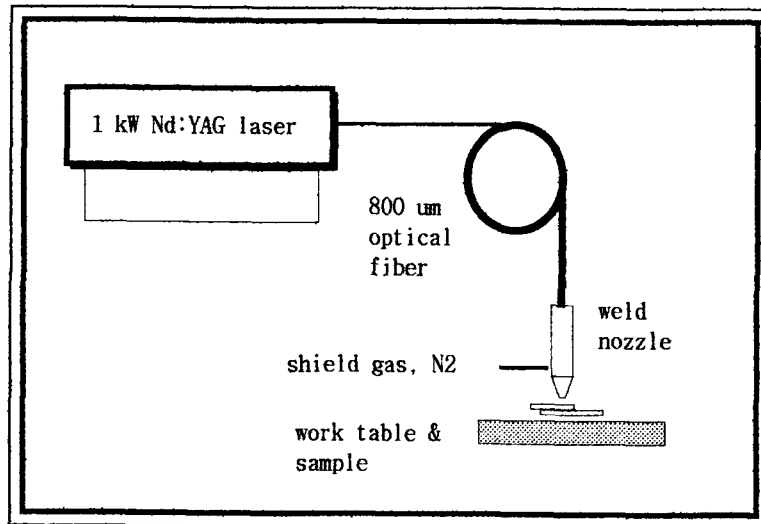 1 kW Nd:YAG laser
800 um
optical
fiber
weld
nozzle
shield gas, N2
work table &
sample